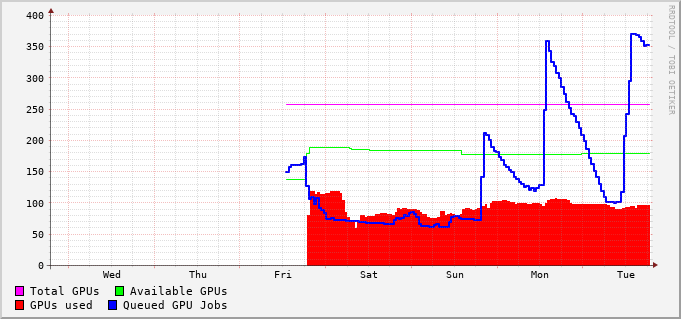 400
350
300
250
200
150
100
50
0
Wed Thu Fri Sat Sun Mon Tue
Total GPUs Available GPUs
GPUs used Queued GPU Jobs
RRDTOOL / TOBI OETIKER